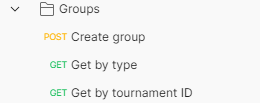 Groups
POST Create group
GET Get by type
GET Get by tournament ID